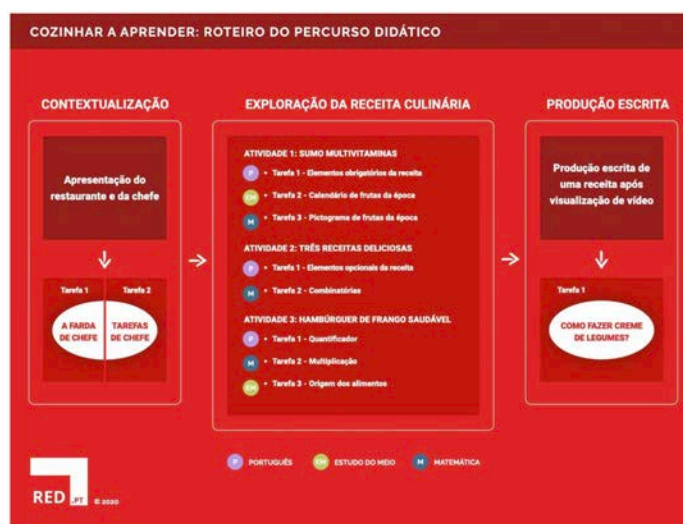 COZINHAR A APRENDER: ROTEIRO DO PERCURSO DIDÁTICO
CONTEXTUALIZAÇÃO
Apresentação do
restaurante e da chefe
Tarefa 1
Tarefa 2
A FARDA
DE CHEFE
TAREFAS
DE CHEFE
EXPLORAÇÃO DA RECEITA CULINÁRIA
ATIVIDADE 1: SUMO MULTIVITAMINAS
P • Tarefa 1 - Elementos obrigatórios da receita
EM • Tarefa 2 - Calendário de frutas da época
M • Tarefa 3 - Pictograma de frutas da época
ATIVIDADE 2: TRÊS RECEITAS DELICIOSAS
P • Tarefa 1 - Elementos opcionais da receita
M • Tarefa 2 - Combinatórias
ATIVIDADE 3: HAMBÚRGUER DE FRANGO SAUDÁVEL
P • Tarefa 1 - Quantificador
M • Tarefa 2 - Multiplicação
EM • Tarefa 3 - Origem dos alimentos
PRODUÇÃO ESCRITA
Produção escrita de
uma receita após
visualização de vídeo
Tarefa 1
COMO FAZER CREME
DE LEGUMES?
P PORTUGUÊS
EM ESTUDO DO MEIO
M MATEMÁTICA
RED.PT
© 2020